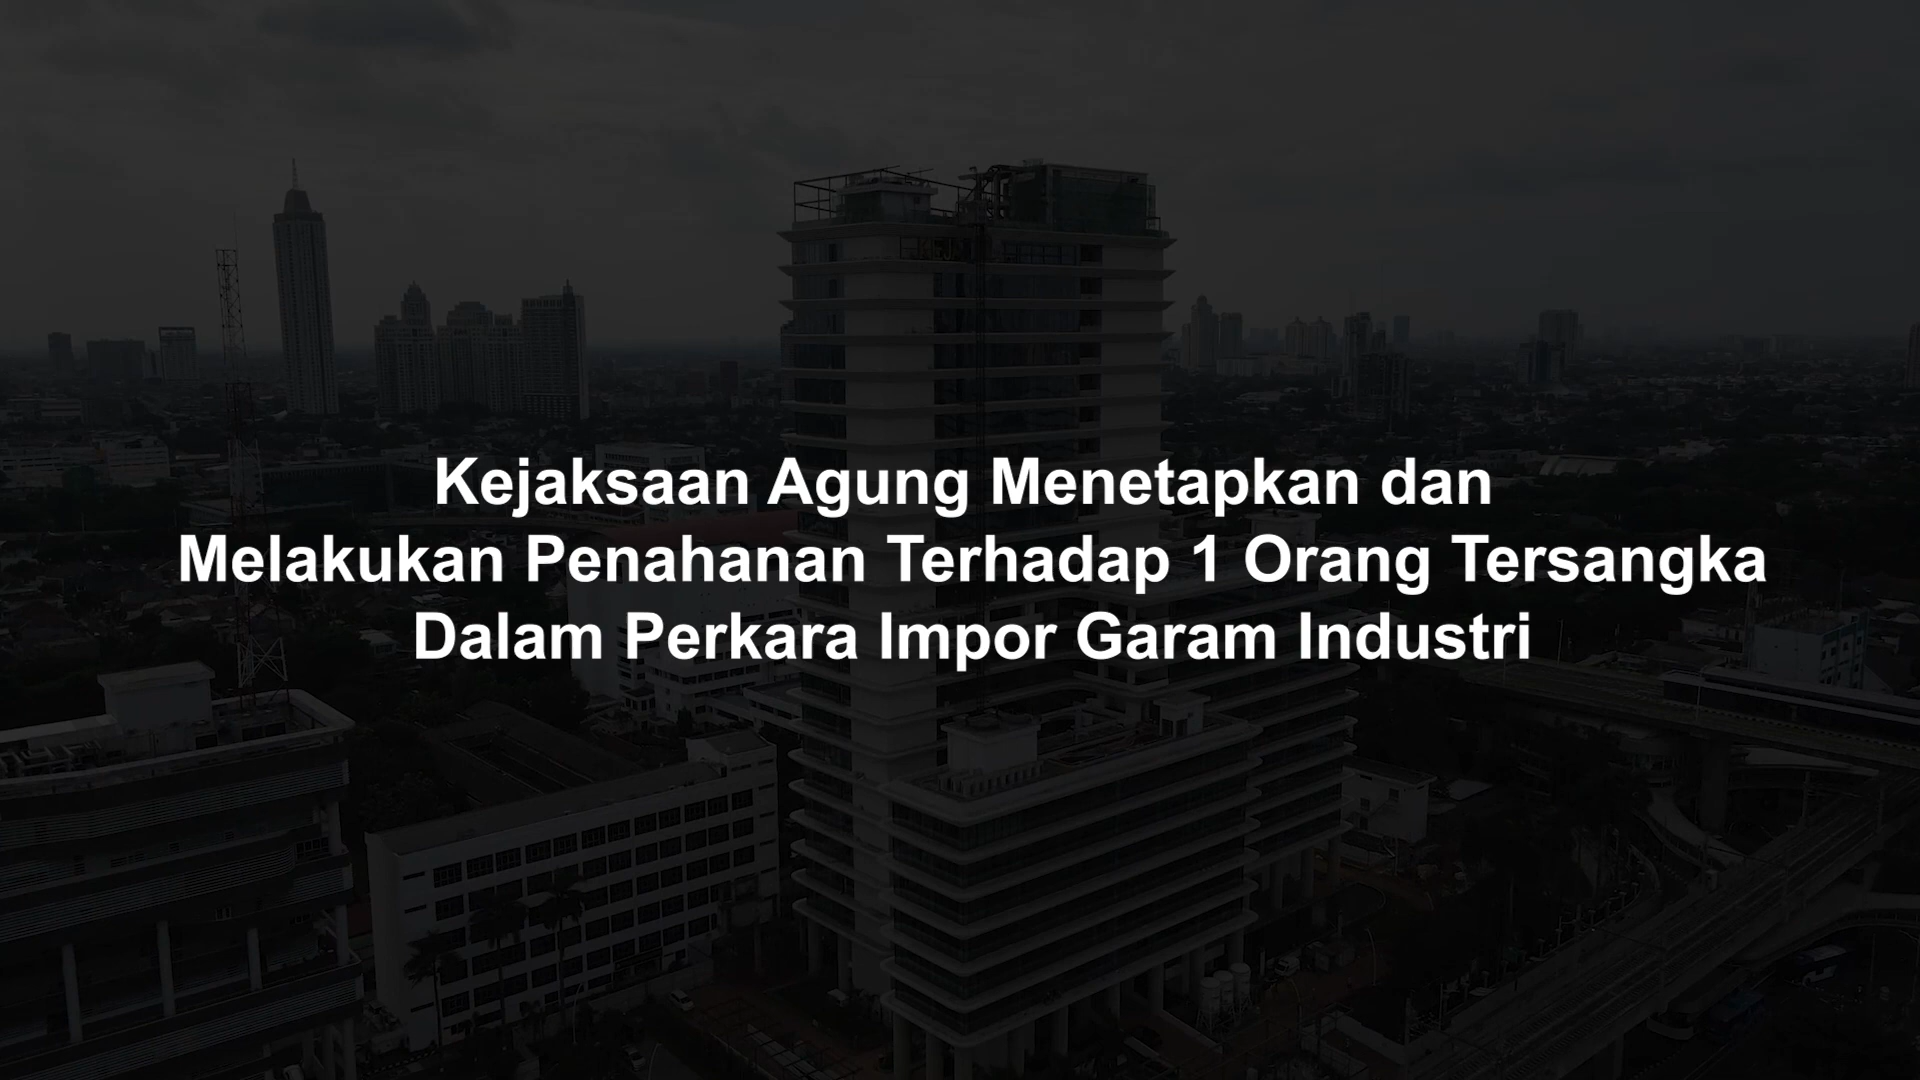 Kejaksaan Agung Menetapkan dan
Melakukan Penahanan Terhadap 1 Orang Tersangka
Dalam Perkara Impor Garam Industri